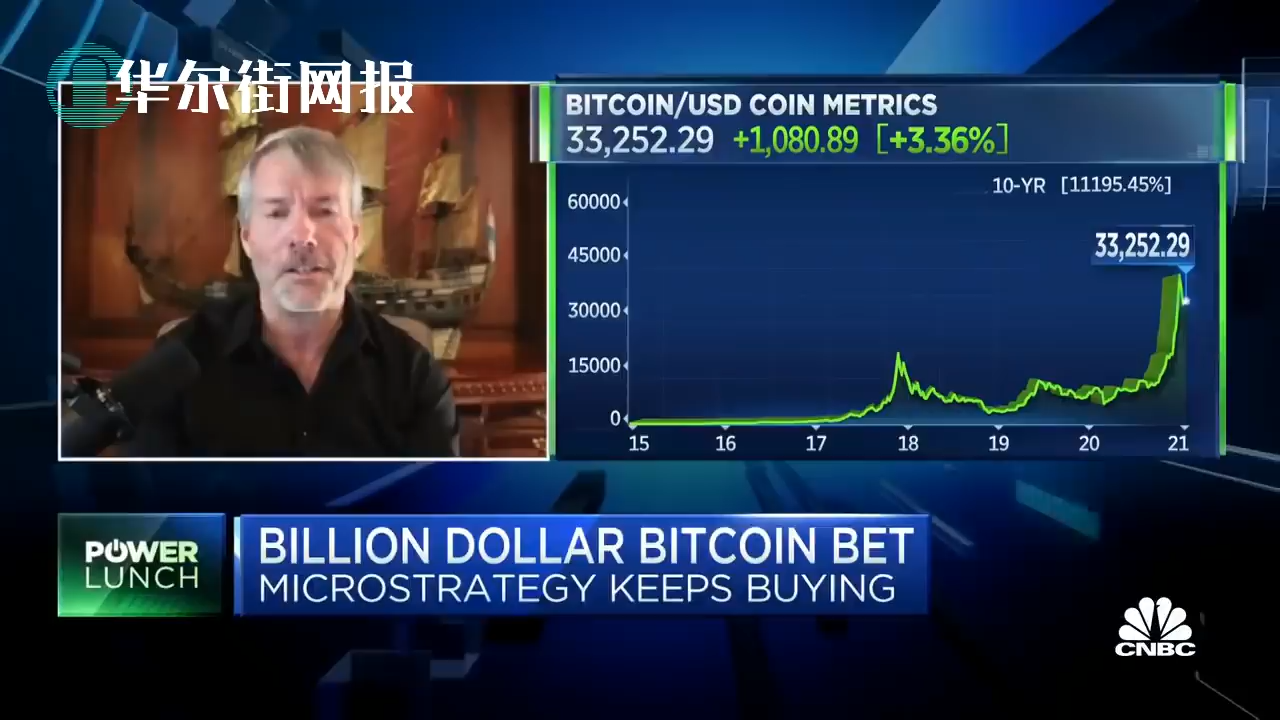 华尔街网报
BITCOIN/USD COIN METRICS
33,252.29 +1,080.89 [+3.36%]
10-YR [11195.45%]
60000
45000
30000
15000
0
33,252.29
15 16 17 18 19 20 21
POWER
LUNCH
BILLION DOLLAR BITCOIN BET
MICROSTRATEGY KEEPS BUYING
CNBC